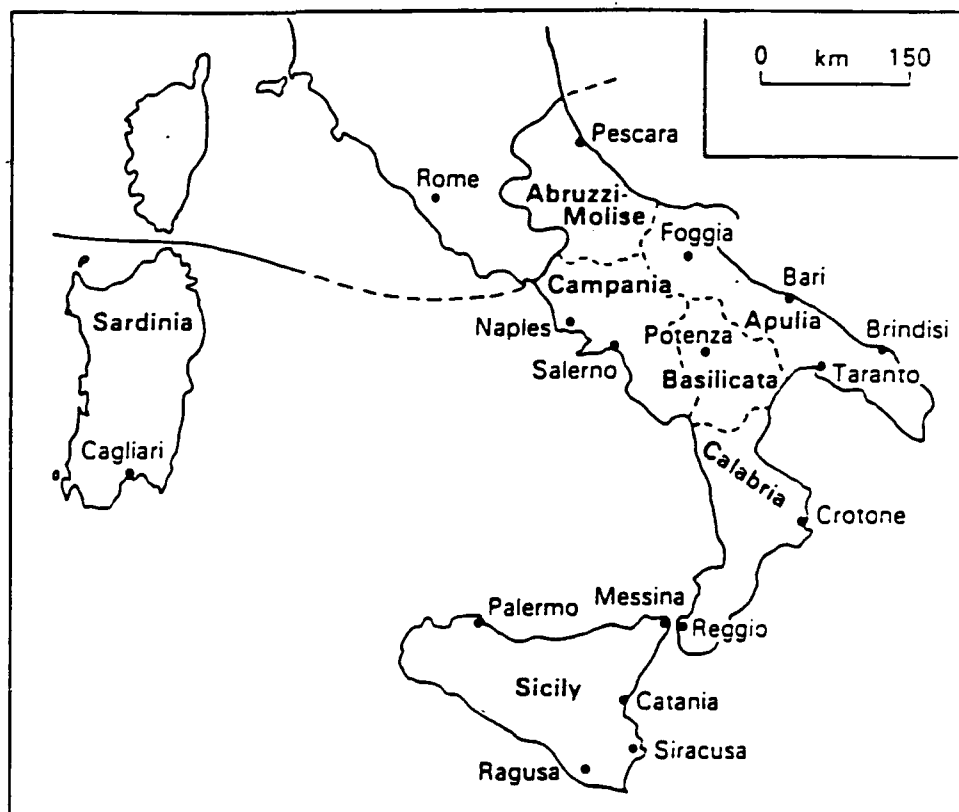 0 km 150
Pescara
Rome
Abruzzi-
Molise
Foggia
Campania
Bari
Sardinia
Naples
Potenza
Apulia
Brindisi
Salerno
Basilicata
Taranto
Cagliari
Calabria
Crotone
Messina
Palermo
Reggio
Sicily
Catania
Siracusa
Ragusa